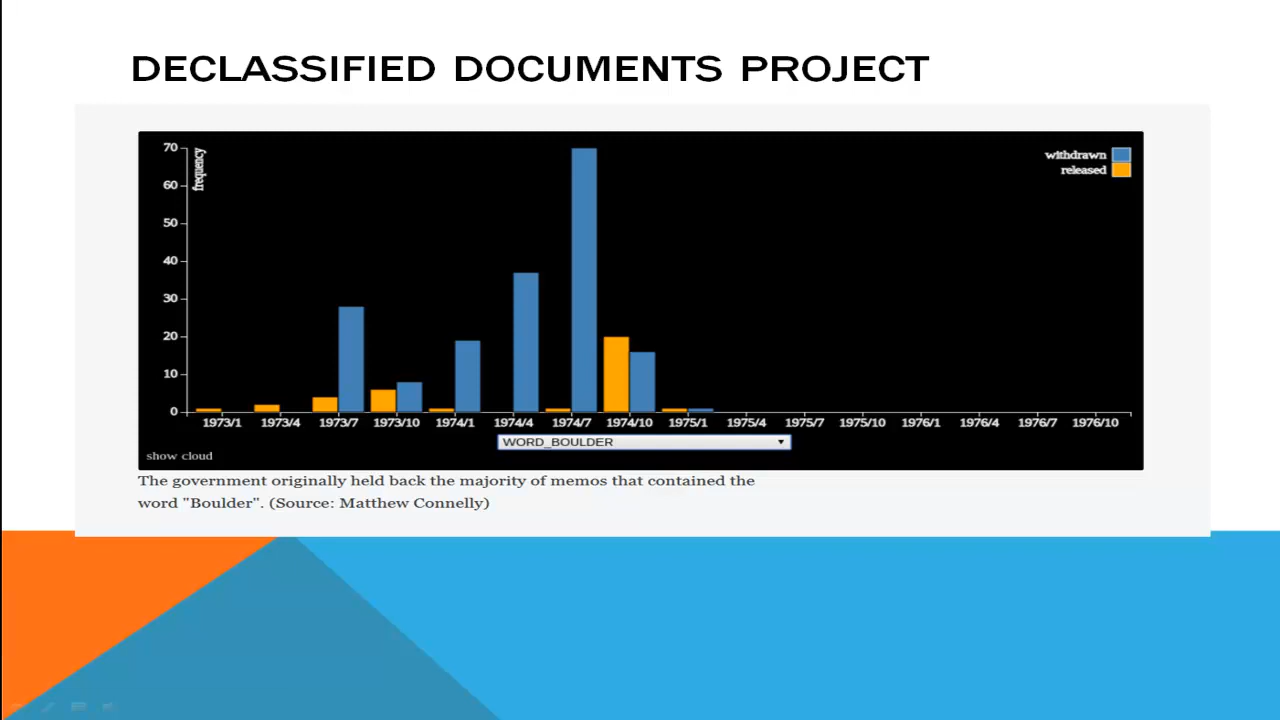 DECLASSIFIED DOCUMENTS PROJECT
frequency
withdrawn
released
70
60
50
40
30
20
10
0
1973/1 1973/4 1973/7 1973/10 1974/1 1974/4 1974/7 1974/10 1975/1 1975/4 1975/7 1975/10 1976/1 1976/4 1976/7 1976/10
WORD_BOULDER
show cloud
The government originally held back the majority of memos that contained the
word "Boulder". (Source: Matthew Connelly)